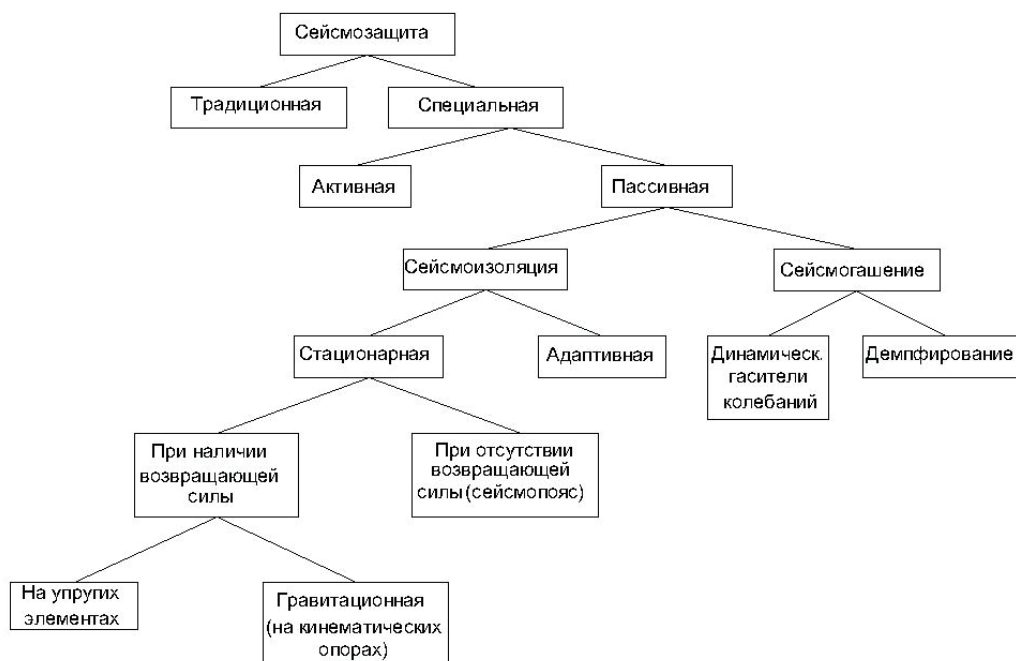 Сейсмозащита
Традиционная
Специальная
Активная
Пассивная
Сейсмоизоляция
Сейсмогашение
Стационарная
Адаптивная
Динамическ.
гасители
колебаний
Демпфирование
При наличии
возвращающей
силы
При отсутствии
возвращающей
силы (сейсмопояс)
На упругих
элементах
Гравитационная
(на кинематических
опорах)